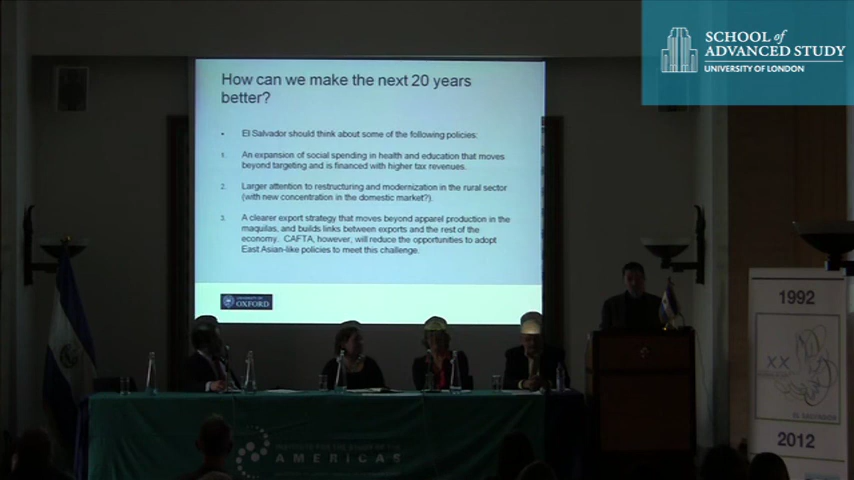 SCHOOL of
ADVANCED STUDY
UNIVERSITY OF LONDON
How can we make the next 20 years
better?
• El Salvador should think about some of the following policies:
1. An expansion of social spending in health and education that moves
beyond targeting and is financed with higher tax revenues.
2. Larger attention to restructuring and modernization in the rural sector
(with new concentration in the domestic market?).
3. A clearer export strategy that moves beyond apparel production in the
maquilas, and builds links between exports and the rest of the
economy. CAFTA, however, will reduce the opportunities to adopt
East Asian-like policies to meet this challenge.
UNIVERSITY OF
OXFORD
1992
XX
EL SALVADOR
2012
AMERICAS